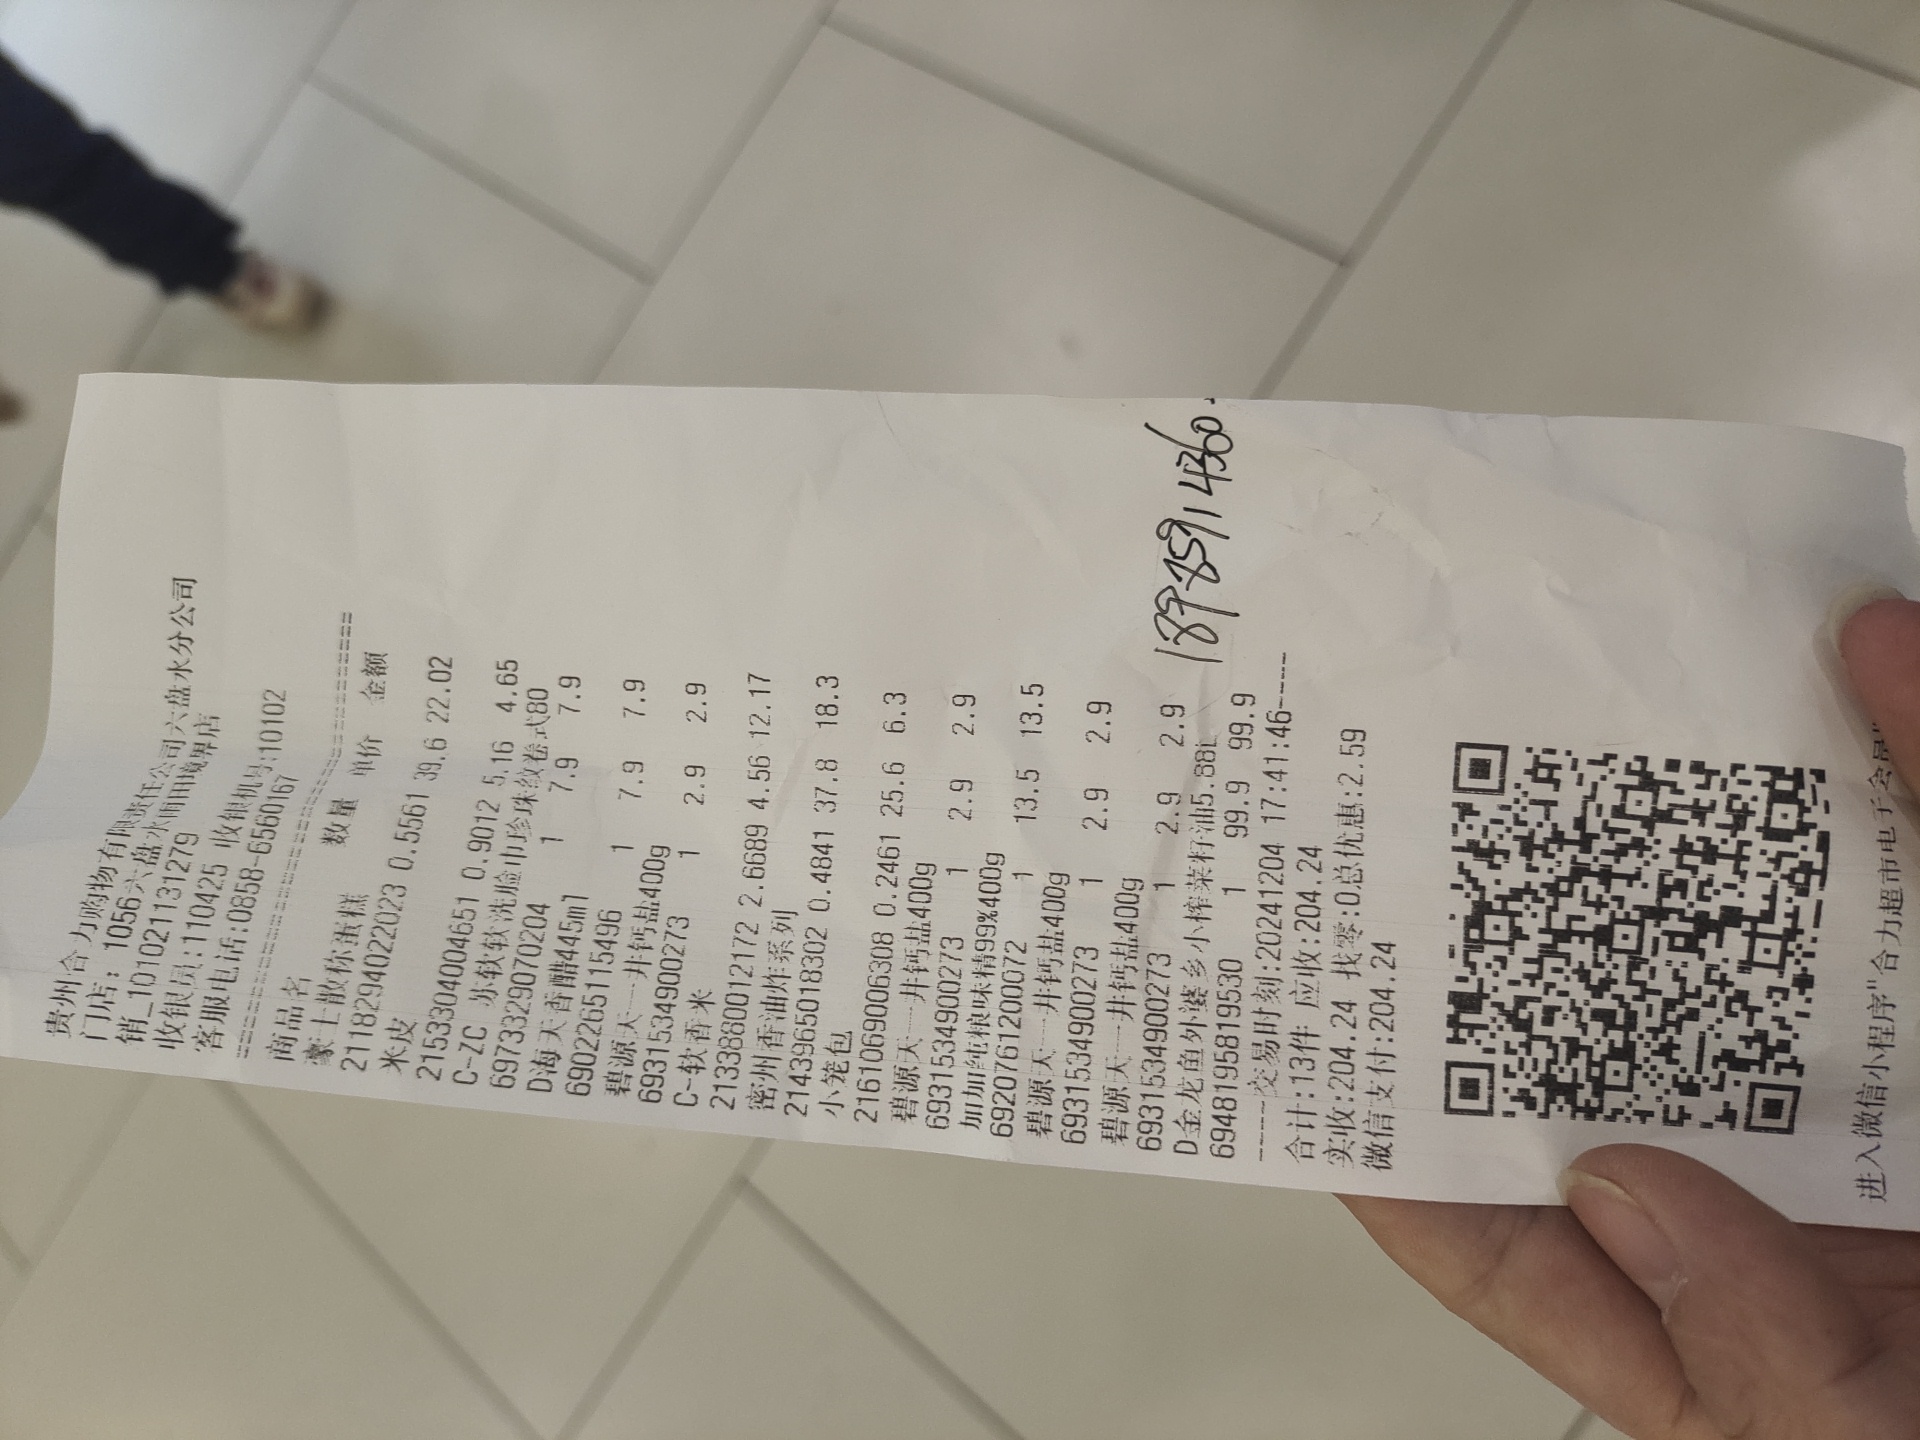 贵州合力购物有限责任公司六盘水分公司
门店: 1056六盘水雨田境界店
销_10102113131279
收银员:110425 收银机号:10102
客服电话:0858-6560167
商品名 数量 单价 金额
蒙士散称蛋糕
2118294022023 0.5561 39.6 22.02
米皮
2153304004651 0.9012 5.16 4.65
C-ZC 苏软软洗脸巾珍珠纹卷式80
6973329070204 1 7.9 7.9
D海天香醋445ml
6902265115496 1 7.9 7.9
碧源天一井钙盐400g
6931534900273 1 2.9 2.9
C-软香米
2133880012172 2.6689 4.56 12.17
密州香油炸系列
2143965018302 0.4841 37.8 18.3
小笼包
2161069006308 0.2461 25.6 6.3
碧源天一井钙盐400g
6931534900273 1 2.9 2.9
加加纯粮味精99%400g
6920761200072 1 13.5 13.5
碧源天一井钙盐400g
6931534900273 1 2.9 2.9
碧源天一井钙盐400g
6931534900273 1 2.9 2.9
D金龙鱼外婆乡小榨菜籽油5.88L
6948195819530 1 99.9 99.9
-----交易时刻:20241204 17:41:46-----
合计:13件 应收:204.24
实收:204.24 找零:0总优惠:2.59
微信支付:204.24
进入微信小程序"合力超市电子会员"